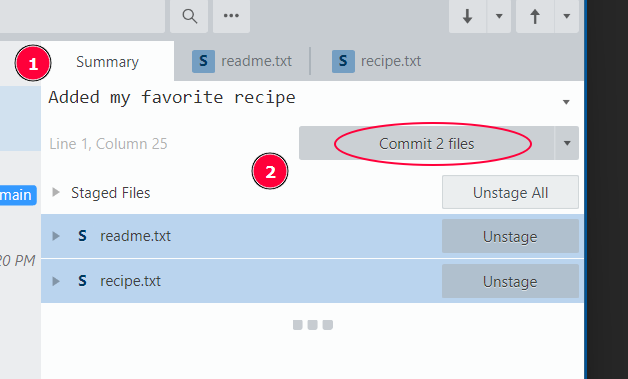 1 Summary S readme.txt S recipe.txt
Added my favorite recipe
Line 1, Column 25 Commit 2 files
2
main Staged Files Unstage All
S readme.txt Unstage
20 PM
S recipe.txt Unstage